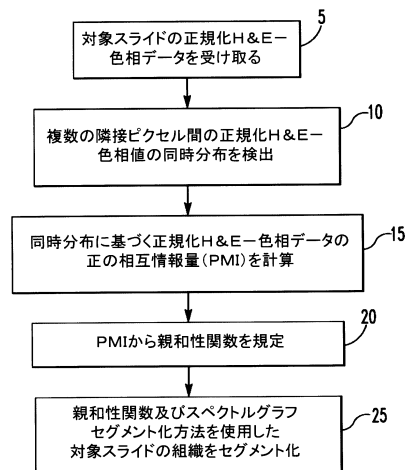 5
対象スライドの正規化H&E－
色相データを受け取る
10
複数の隣接ピクセル間の正規化H&E－
色相値の同時分布を検出
15
同時分布に基づく正規化H&E－色相データの
正の相互情報量(PMI)を計算
20
PMIから親和性関数を規定
25
親和性関数及びスペクトルグラフ
セグメント化方法を使用した
対象スライドの組織をセグメント化